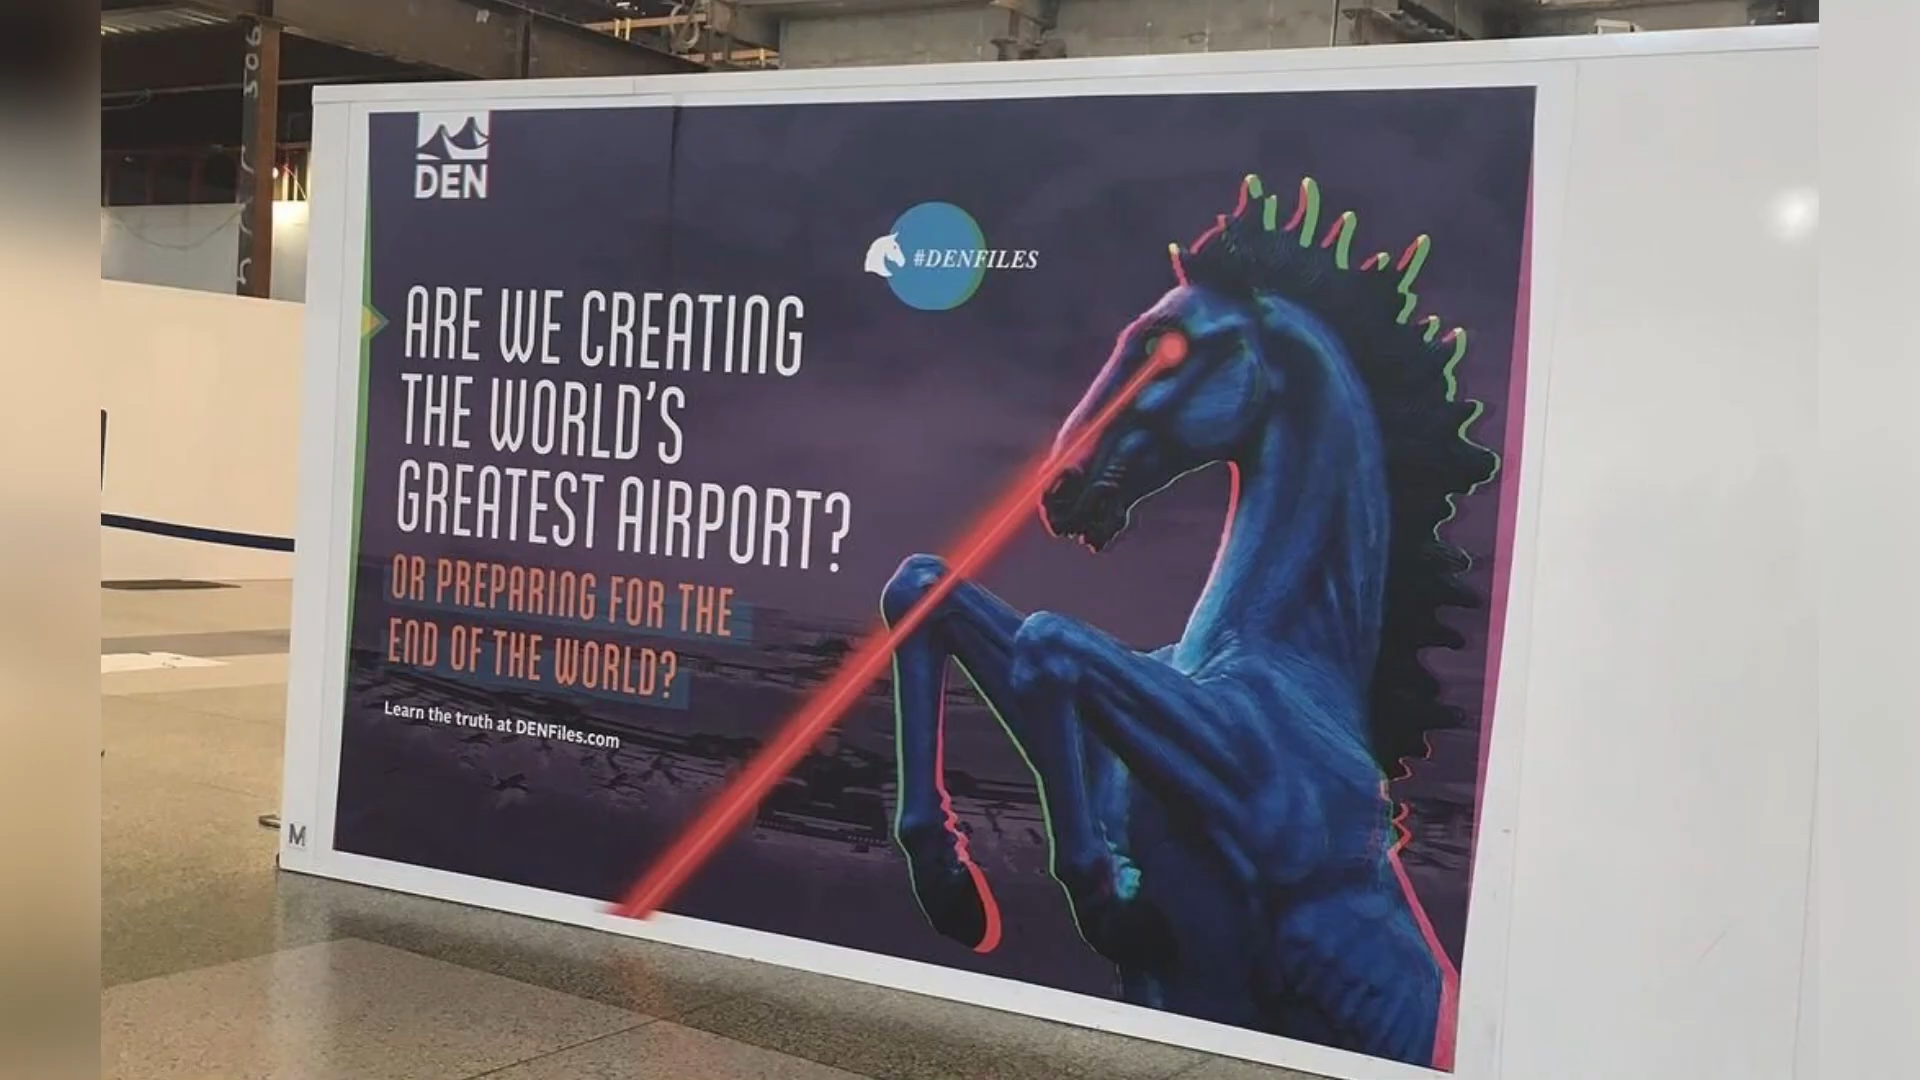 DEN
#DENFILES
ARE WE CREATING
THE WORLD'S
GREATEST AIRPORT?
OR PREPARING FOR THE
END OF THE WORLD?
Learn the truth at DENFiles.com
M